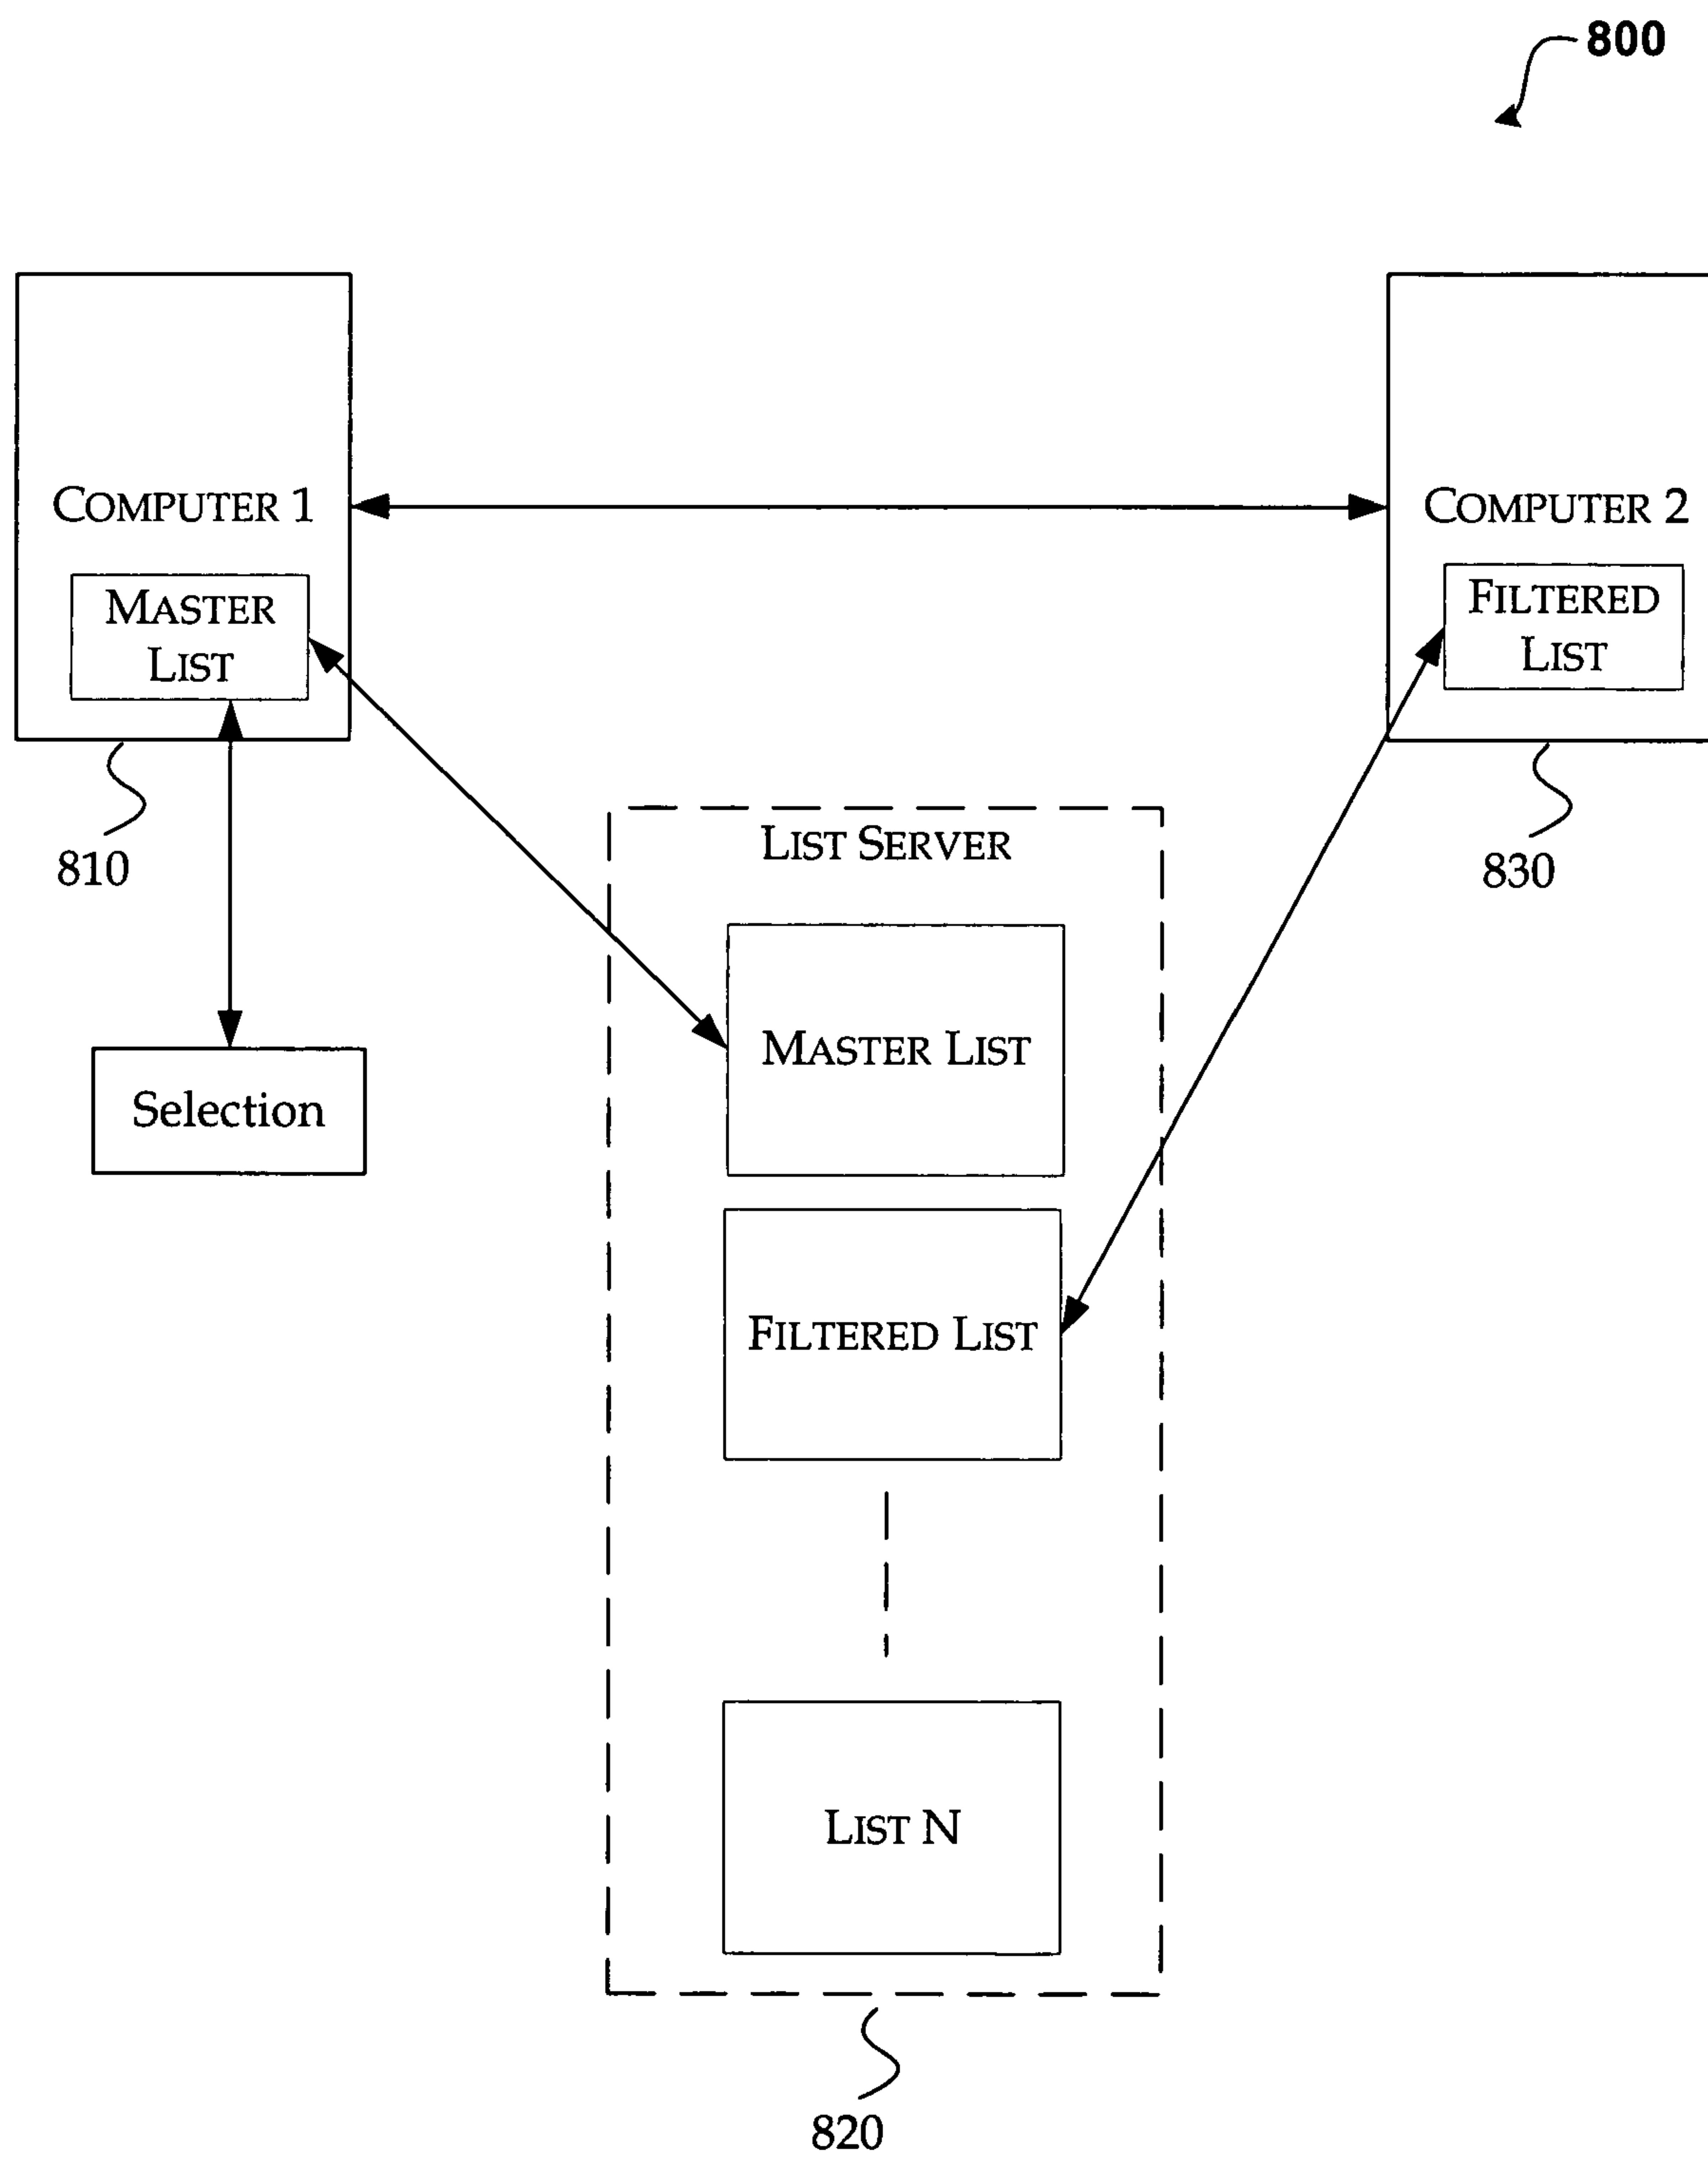 800
COMPUTER 1
MASTER
LIST
810
Selection
COMPUTER 2
FILTERED
LIST
830
LIST SERVER
MASTER LIST
FILTERED LIST
LIST N
820